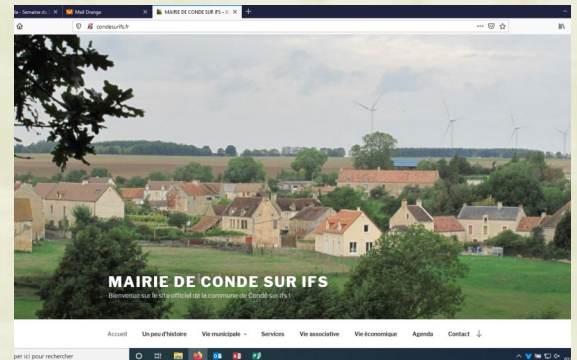 Mail Orange
MAIRIE DE CONDE SUR IFS – B
condesurifs.fr
MAIRIE DE CONDE SUR IFS
Bienvenue sur le site officiel de la commune de Condé sur ifs !
Accueil Un peu d'histoire Vie municipale Services Vie associative Vie économique Agenda Contact
per ici pour rechercher